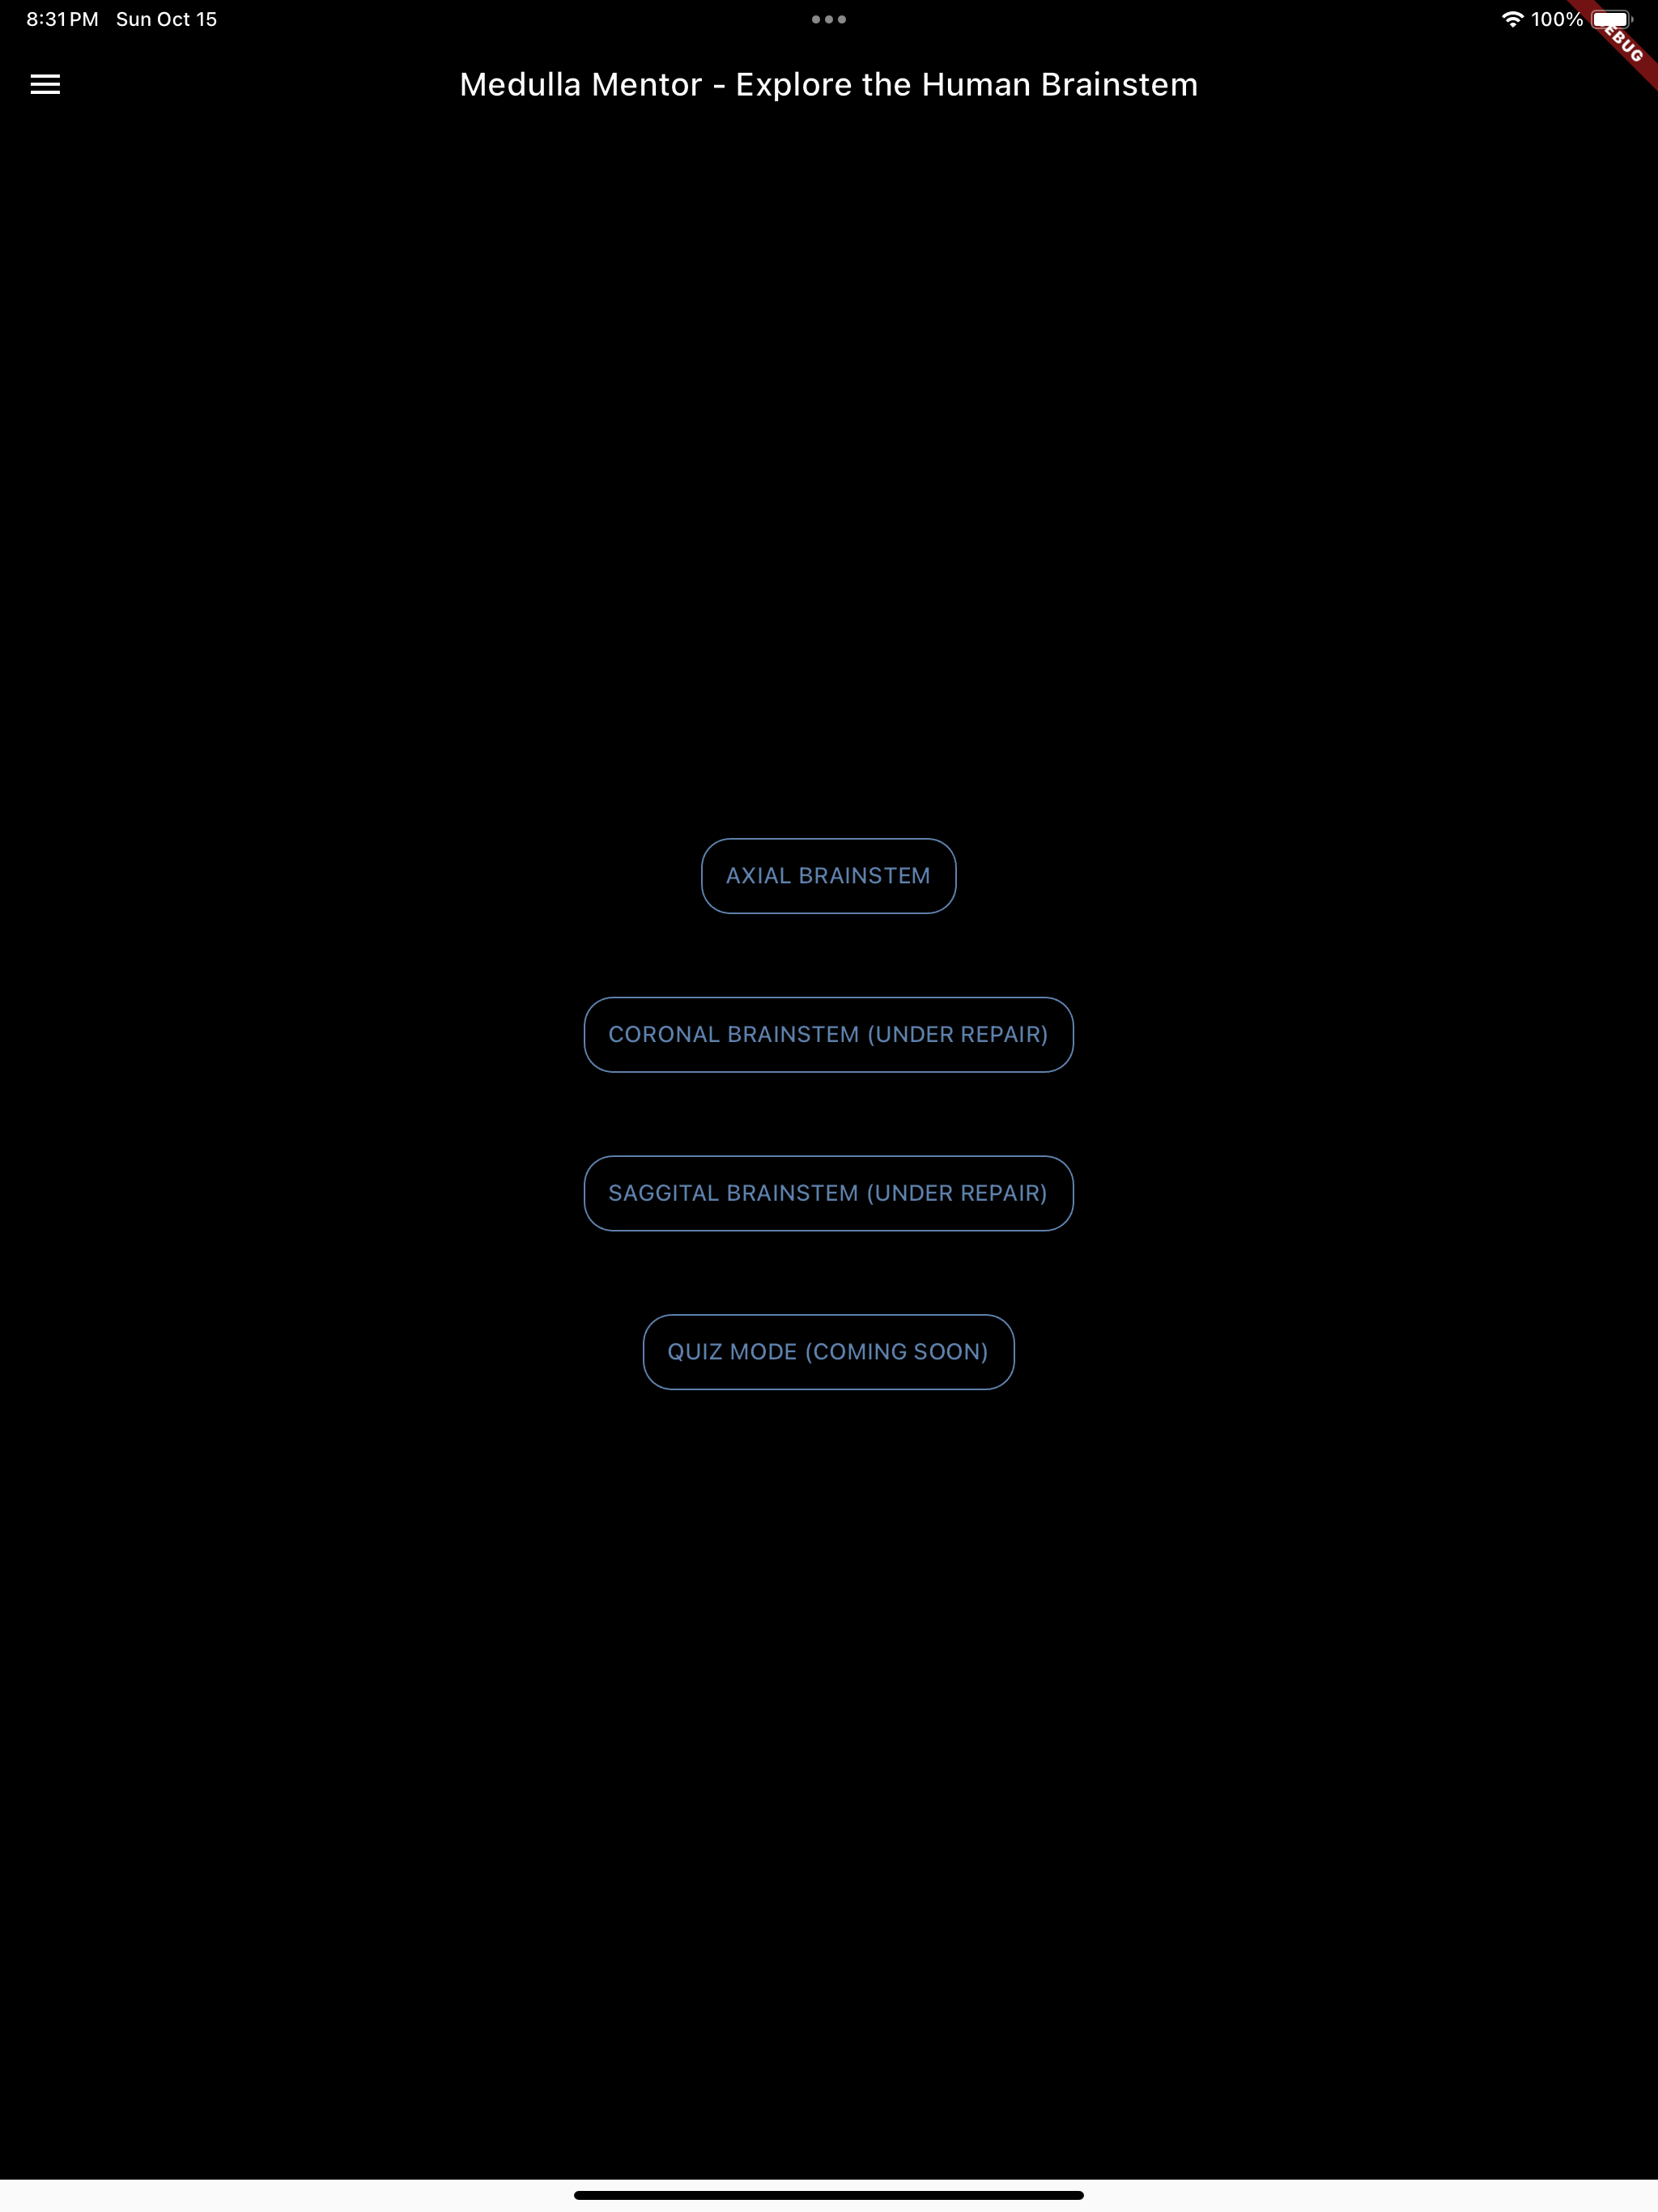 8:31 PM Sun Oct 15
100%
EBUG
Medulla Mentor - Explore the Human Brainstem
AXIAL BRAINSTEM
CORONAL BRAINSTEM (UNDER REPAIR)
SAGGITAL BRAINSTEM (UNDER REPAIR)
QUIZ MODE (COMING SOON)